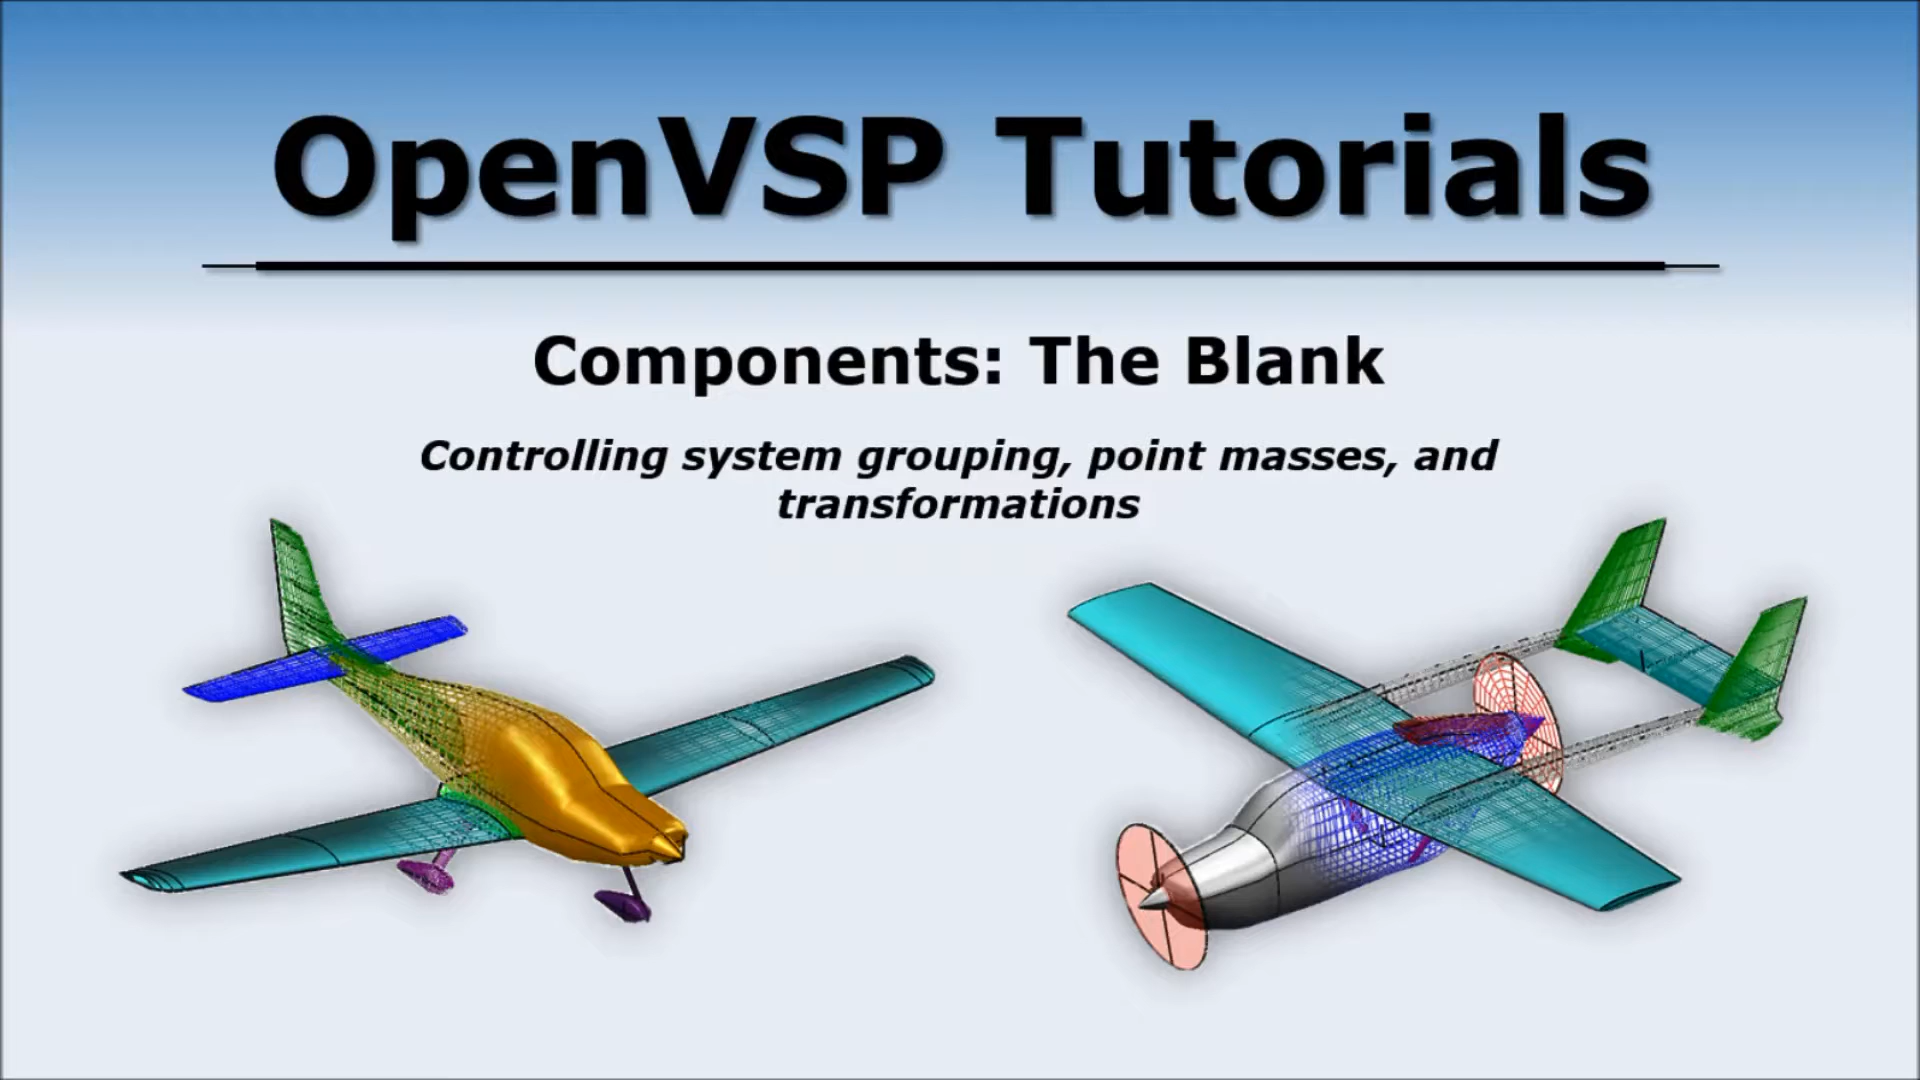 OpenVSP Tutorials
Components: The Blank
Controlling system grouping, point masses, and
transformations